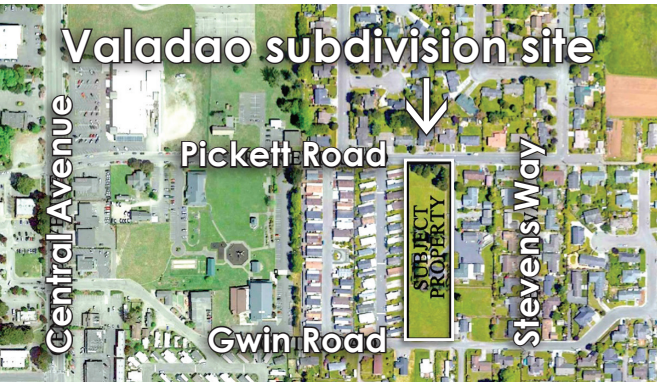 Valadao subdivision site
Central Avenue
Pickett Road
SUBJECT
PROPERTY
Stevens Way
Gwin Road